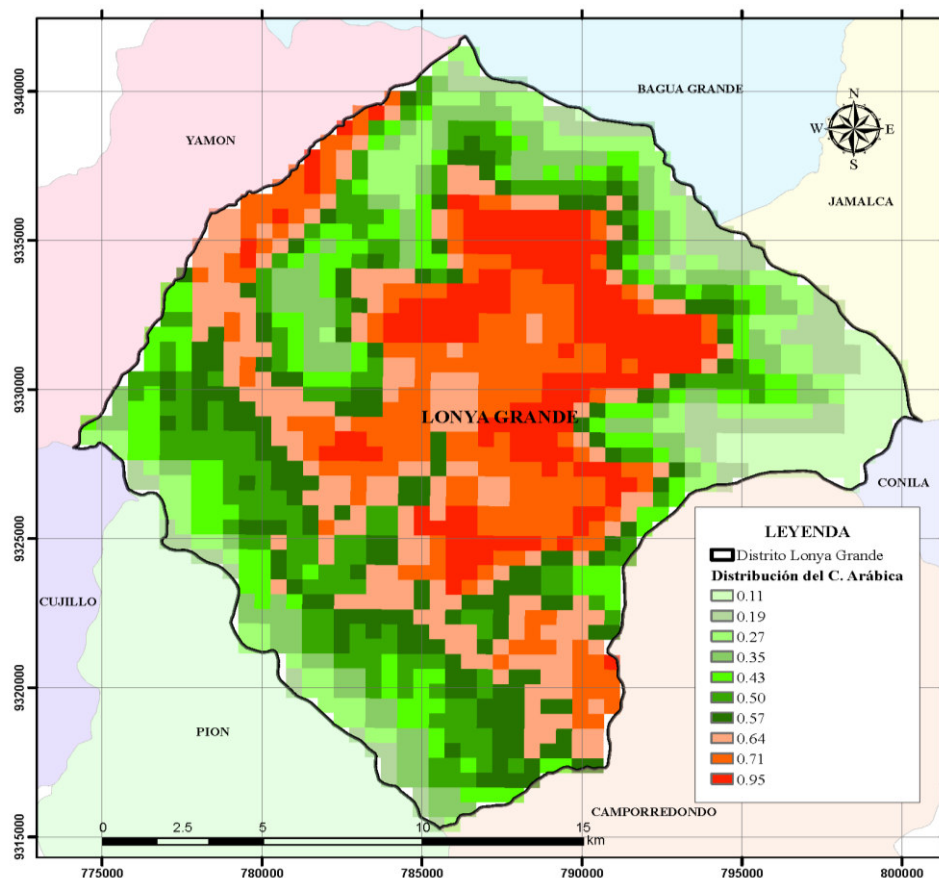 9340000
9335000
9330000
9325000
9320000
9315000
BAGUA GRANDE
YAMON
N
W E
S
JAMALCA
LONYA GRANDE
CONILA
CUJILLO
PION
CAMPORREDONDO
LEYENDA
Distrito Lonya Grande
Distribución del C. Arábica
0.11
0.19
0.27
0.35
0.43
0.50
0.57
0.64
0.71
0.95
0 2.5 5 10 15
km
775000 780000 785000 790000 795000 800000